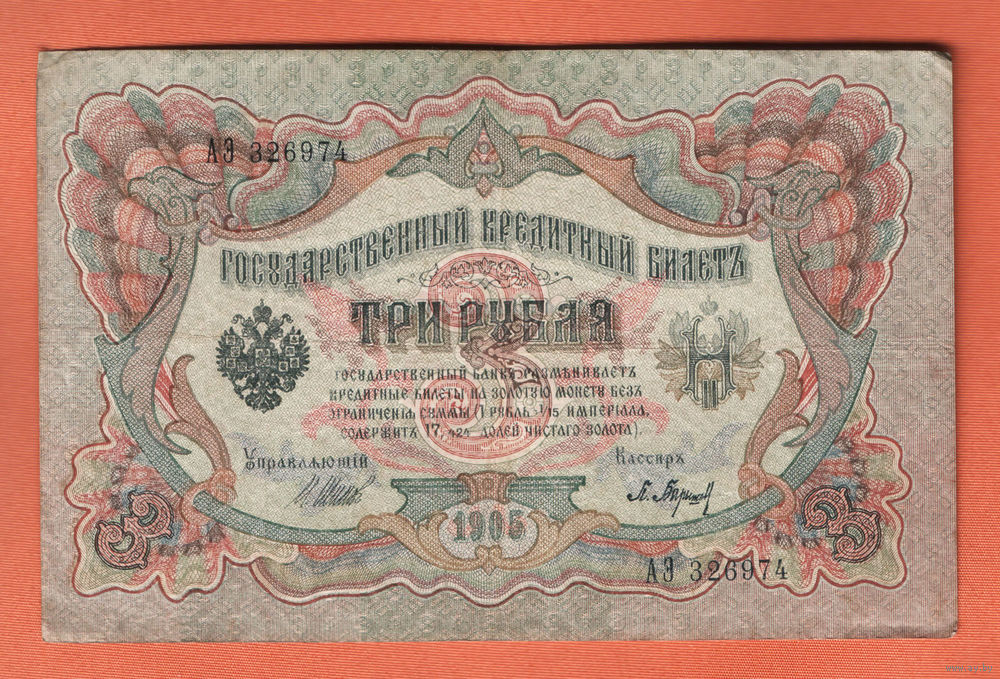 АЭ 326974
ГОСУДАРСТВЕННЫЙ КРЕДИТНЫЙ БИЛЕТЪ
ТРИ РУБЛЯ
ГОСУДАРСТВЕННЫЙ БАНКЪ РАЗМѢНИВАЕТЪ
КРЕДИТНЫЕ БИЛЕТЫ НА ЗОЛОТУЮ МОНЕТУ БЕЗЪ
ОГРАНИЧЕНІЯ СУММЫ (1 РУБЛЬ = 1/15 ИМПЕРІАЛА,
СОДЕРЖИТЪ 17,424 ДОЛЕЙ ЧИСТАГО ЗОЛОТА).
Управляющій Кассиръ
3 1905 3
АЭ 326974